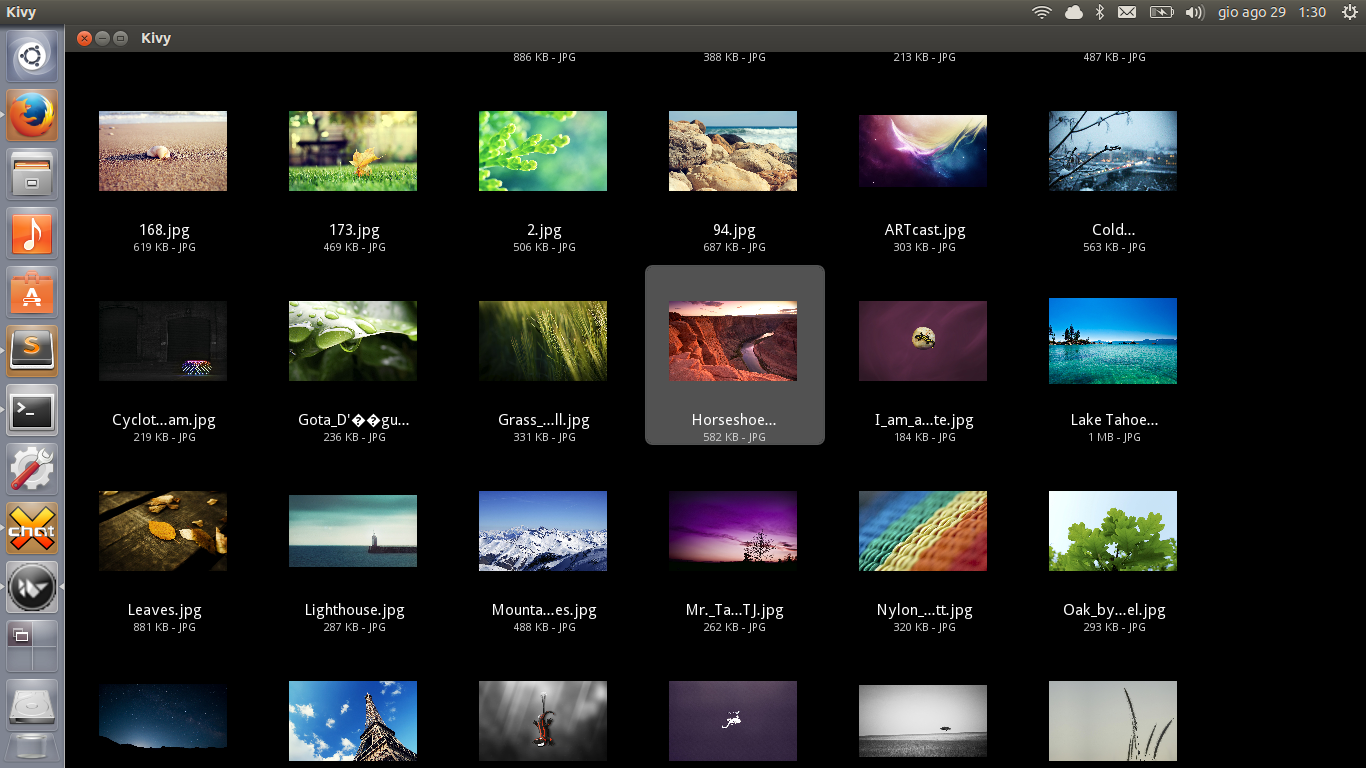 Kivy
gio ago 29 1:30
Kivy
886 KB - JPG 388 KB - JPG 213 KB - JPG 487 KB - JPG
168.jpg 173.jpg 2.jpg 94.jpg ARTcast.jpg Cold...
619 KB - JPG 469 KB - JPG 506 KB - JPG 687 KB - JPG 303 KB - JPG 563 KB - JPG
Cyclot...am.jpg Gota_D'��gu... Grass_...ll.jpg Horseshoe... I_am_a...te.jpg Lake Tahoe...
219 KB - JPG 236 KB - JPG 331 KB - JPG 582 KB - JPG 184 KB - JPG 1 MB - JPG
Leaves.jpg Lighthouse.jpg Mounta...es.jpg Mr._Ta...TJ.jpg Nylon_...tt.jpg Oak_by...el.jpg
881 KB - JPG 287 KB - JPG 488 KB - JPG 262 KB - JPG 320 KB - JPG 293 KB - JPG
S
>_
X
chat